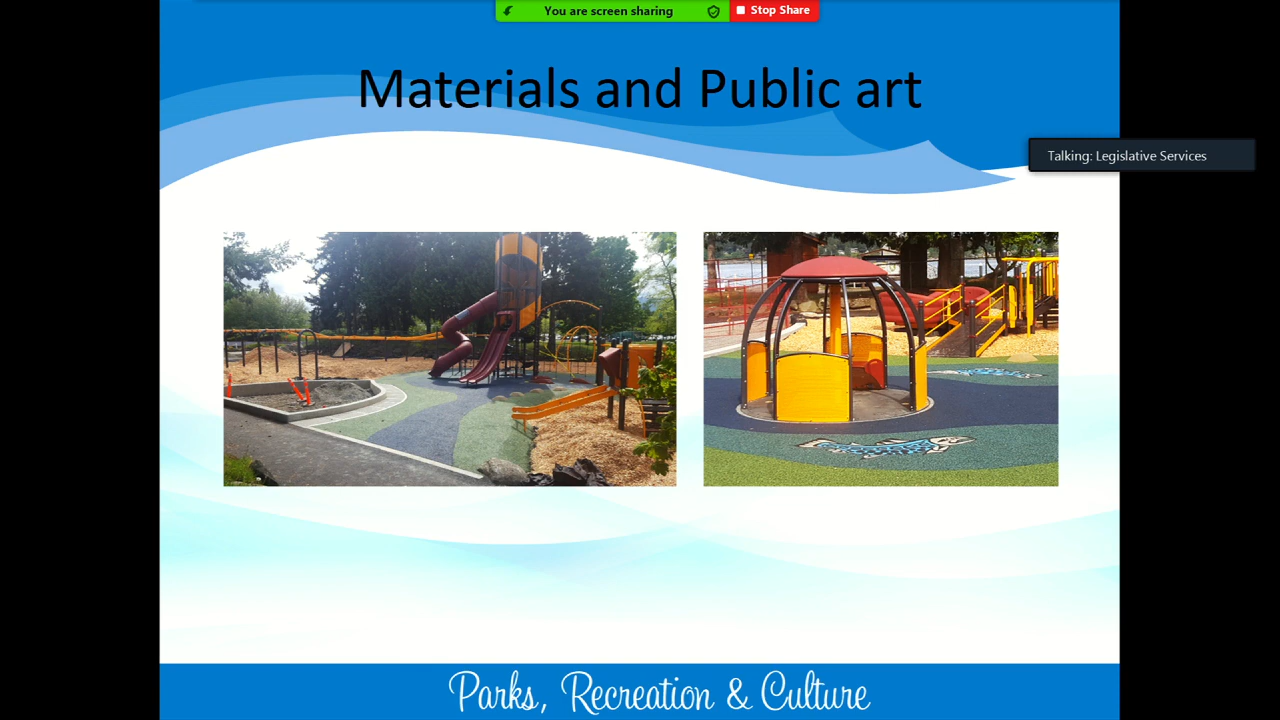 You are screen sharing
Stop Share
Materials and Public art
Talking: Legislative Services
Parks, Recreation & Culture